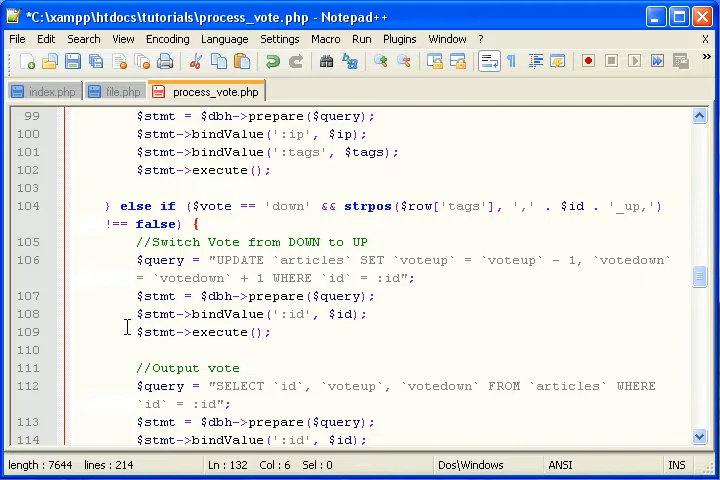 *C:\xampp\htdocs\tutorials\process_vote.php - Notepad++
File Edit Search View Encoding Language Settings Macro Run Plugins Window ? X
index.php file.php process_vote.php
99 $stmt = $dbh->prepare($query);
100 $stmt->bindValue(':ip', $ip);
101 $stmt->bindValue(':tags', $tags);
102 $stmt->execute();
103
104 } else if ($vote == 'down' && strpos($row['tags'], ',' . $id . '_up,')
!== false) {
105 //Switch Vote from DOWN to UP
106 $query = "UPDATE `articles` SET `voteup` = `voteup` - 1, `votedown`
= `votedown` + 1 WHERE `id` = :id";
107 $stmt = $dbh->prepare($query);
108 $stmt->bindValue(':id', $id);
109 $stmt->execute();
110
111 //Output vote
112 $query = "SELECT `id`, `voteup`, `votedown` FROM `articles` WHERE
`id` = :id";
113 $stmt = $dbh->prepare($query);
114 $stmt->bindValue(':id', $id);
length : 7644 lines : 214 Ln : 132 Col : 6 Sel : 0 Dos\Windows ANSI INS